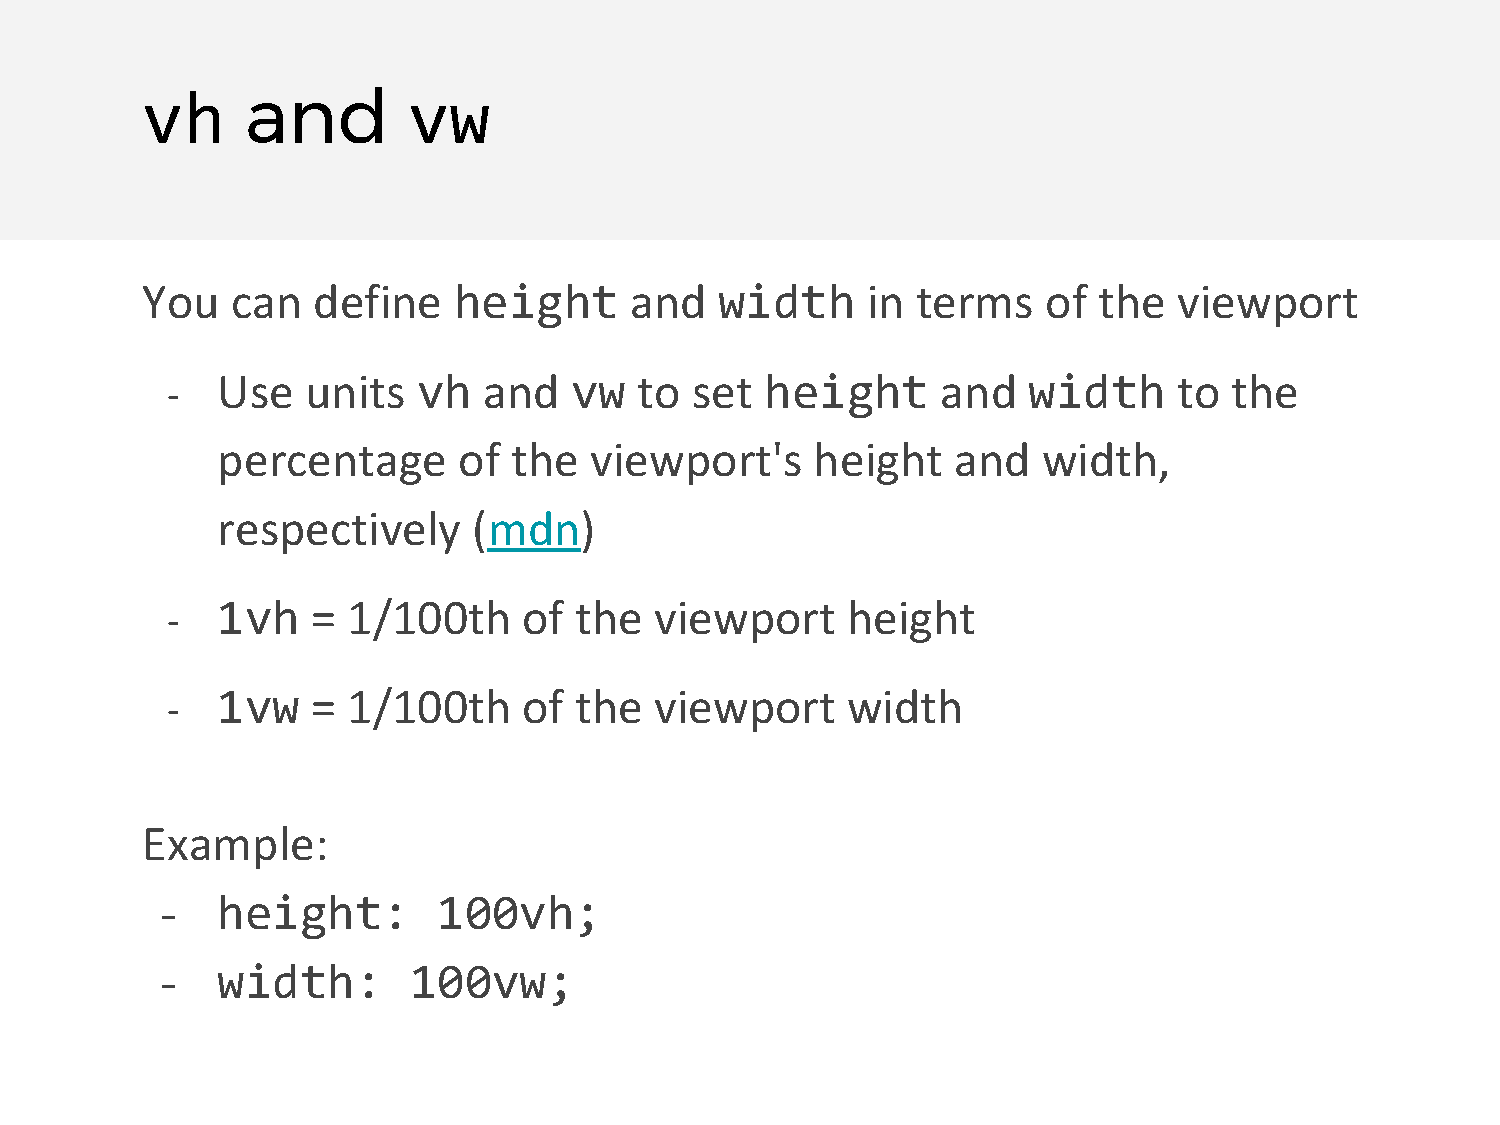 vh and vw
You can define height and width in terms of the viewport
- Use units vh and vw to set height and width to the
percentage of the viewport's height and width,
respectively (mdn)
- 1vh = 1/100th of the viewport height
- 1vw = 1/100th of the viewport width
Example:
- height: 100vh;
- width: 100vw;